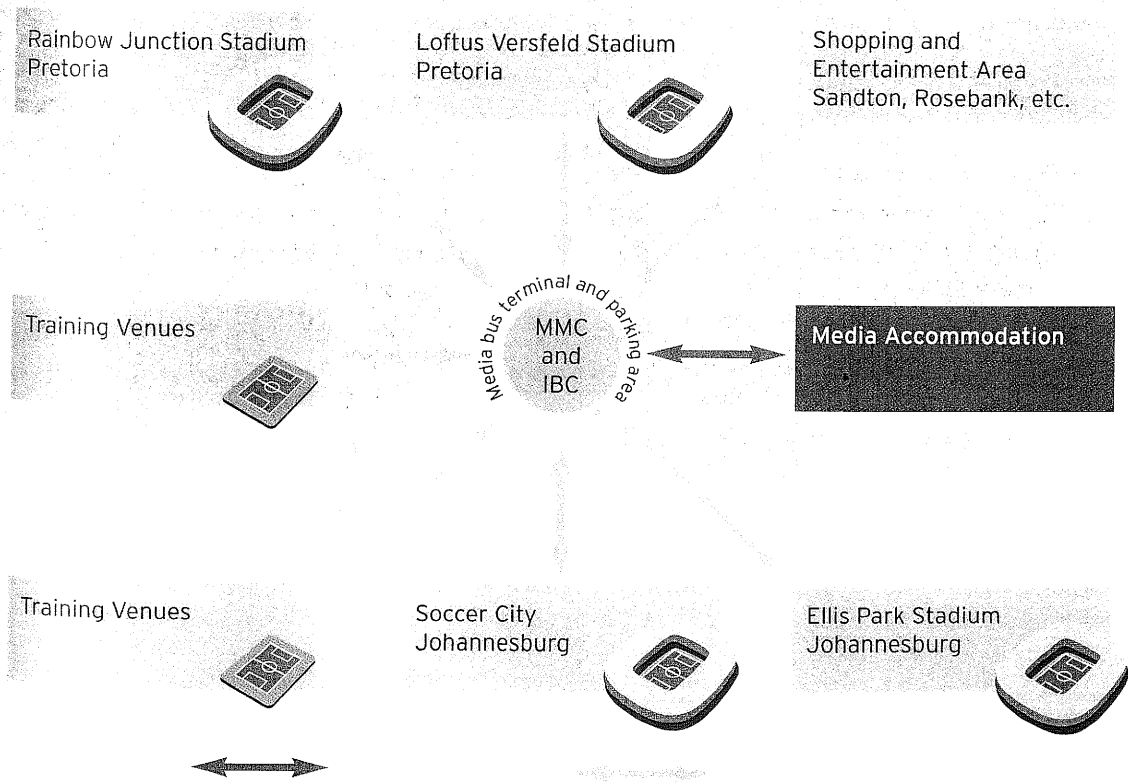 Rainbow Junction Stadium
Pretoria
Loftus Versfeld Stadium
Pretoria
Shopping and
Entertainment Area
Sandton, Rosebank, etc.
Training Venues
Media bus terminal and parking area
MMC
and
IBC
Media Accommodation
Training Venues
Soccer City
Johannesburg
Ellis Park Stadium
Johannesburg